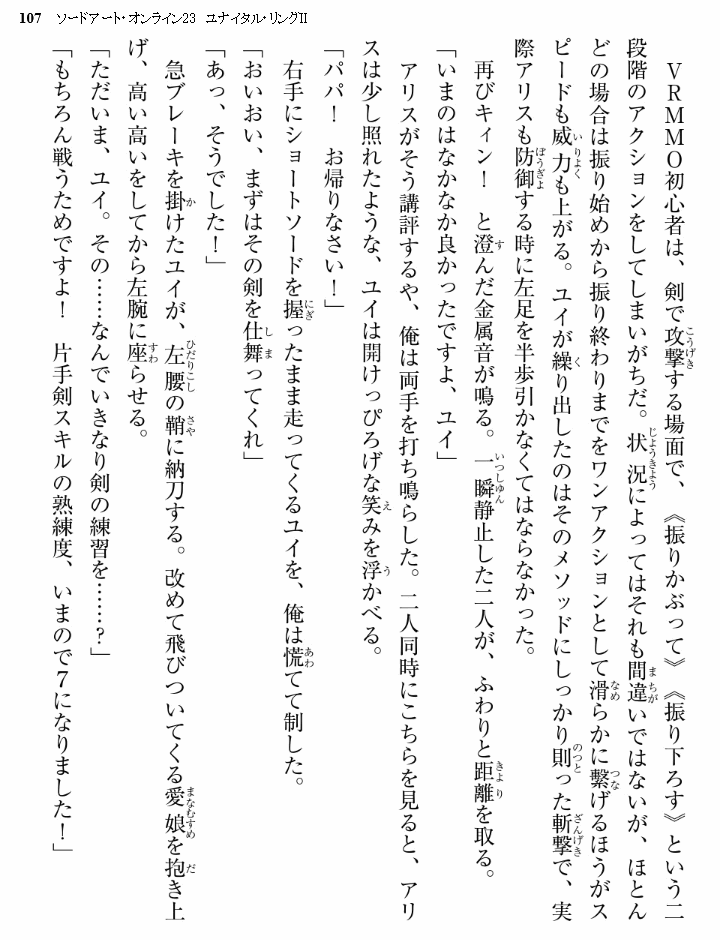 107 ソードアート・オンライン23 ユナイタル・リングII
VRMMO初心者は、剣で攻撃する場面で、《振りかぶって》《振り下ろす》という二
段階のアクションをしてしまいがちだ。状況によってはそれも間違いではないが、ほとん
どの場合は振り始めから振り終わりまでをワンアクションとして滑らかに繋げるほうがス
ピードも威力も上がる。ユイが繰り出したのはそのメソッドにしっかり則った斬撃で、実
際アリスも防御する時に左足を半歩引かなくてはならなかった。
再びキィン！　と澄んだ金属音が鳴る。一瞬静止した二人が、ふわりと距離を取る。
「いまのはなかなか良かったですよ、ユイ」
アリスがそう講評するや、俺は両手を打ち鳴らした。二人同時にこちらを見ると、アリ
スは少し照れたような、ユイは開けっぴろげな笑みを浮かべる。
「パパ！　お帰りなさい！」
右手にショートソードを握ったまま走ってくるユイを、俺は慌てて制した。
「おいおい、まずはその剣を仕舞ってくれ」
「あっ、そうでした！」
急ブレーキを掛けたユイが、左腰の鞘に納刀する。改めて飛びついてくる愛娘を抱き上
げ、高い高いをしてから左腕に座らせる。
「ただいま、ユイ。その……なんでいきなり剣の練習を……？」
「もちろん戦うためですよ！　片手剣スキルの熟練度、いまので7になりました！」